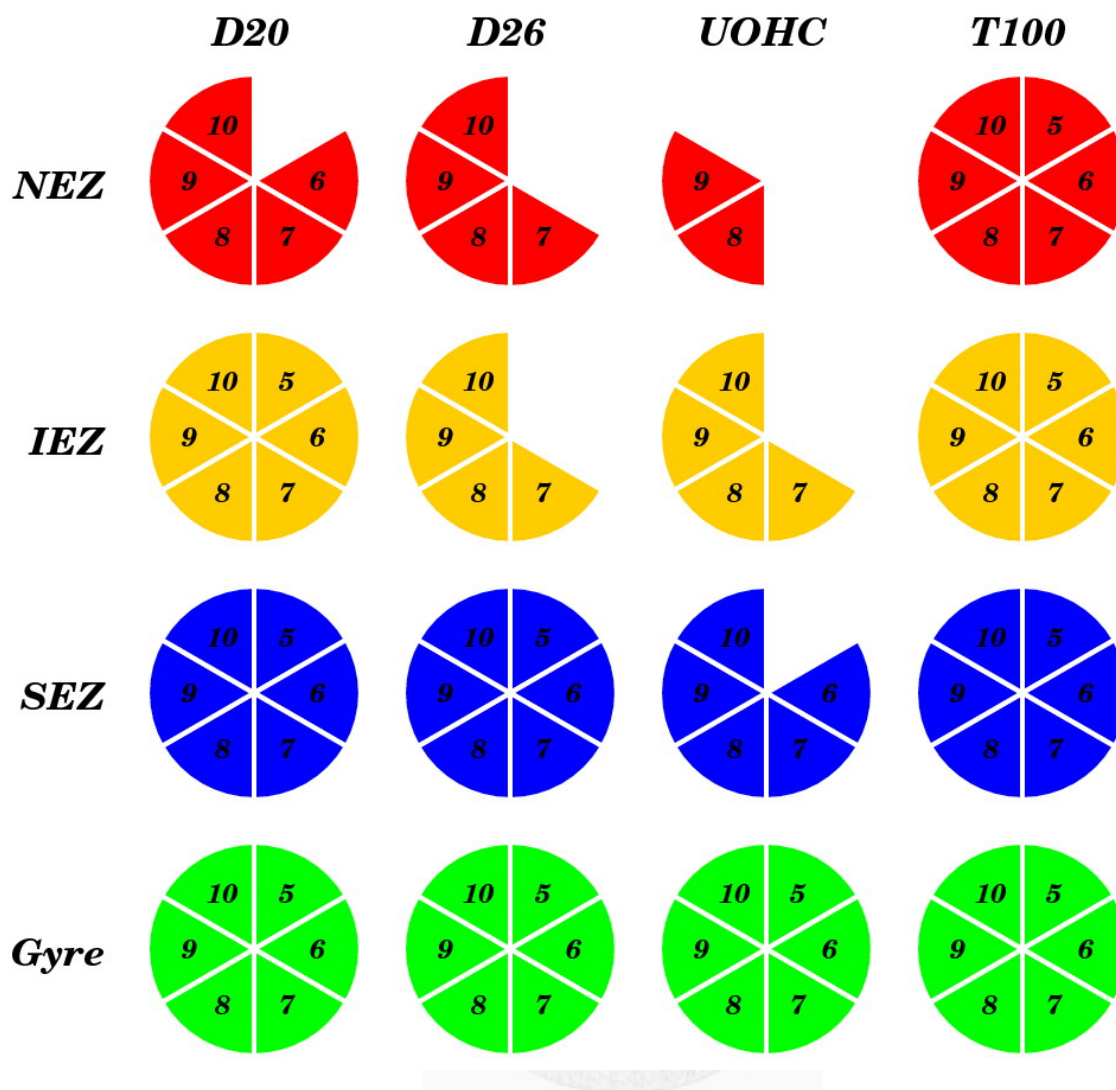 D20 D26 UOHC T100
10 10 10 5
NEZ 9 6 9 9 9 6
8 7 8 7 8 8 7
10 5 10 10 10 5
IEZ 9 6 9 9 9 6
8 7 8 7 8 7 8 7
10 5 10 5 10 10 5
SEZ 9 6 9 6 9 6 9 6
8 7 8 7 8 7 8 7
10 5 10 5 10 5 10 5
Gyre 9 6 9 6 9 6 9 6
8 7 8 7 8 7 8 7